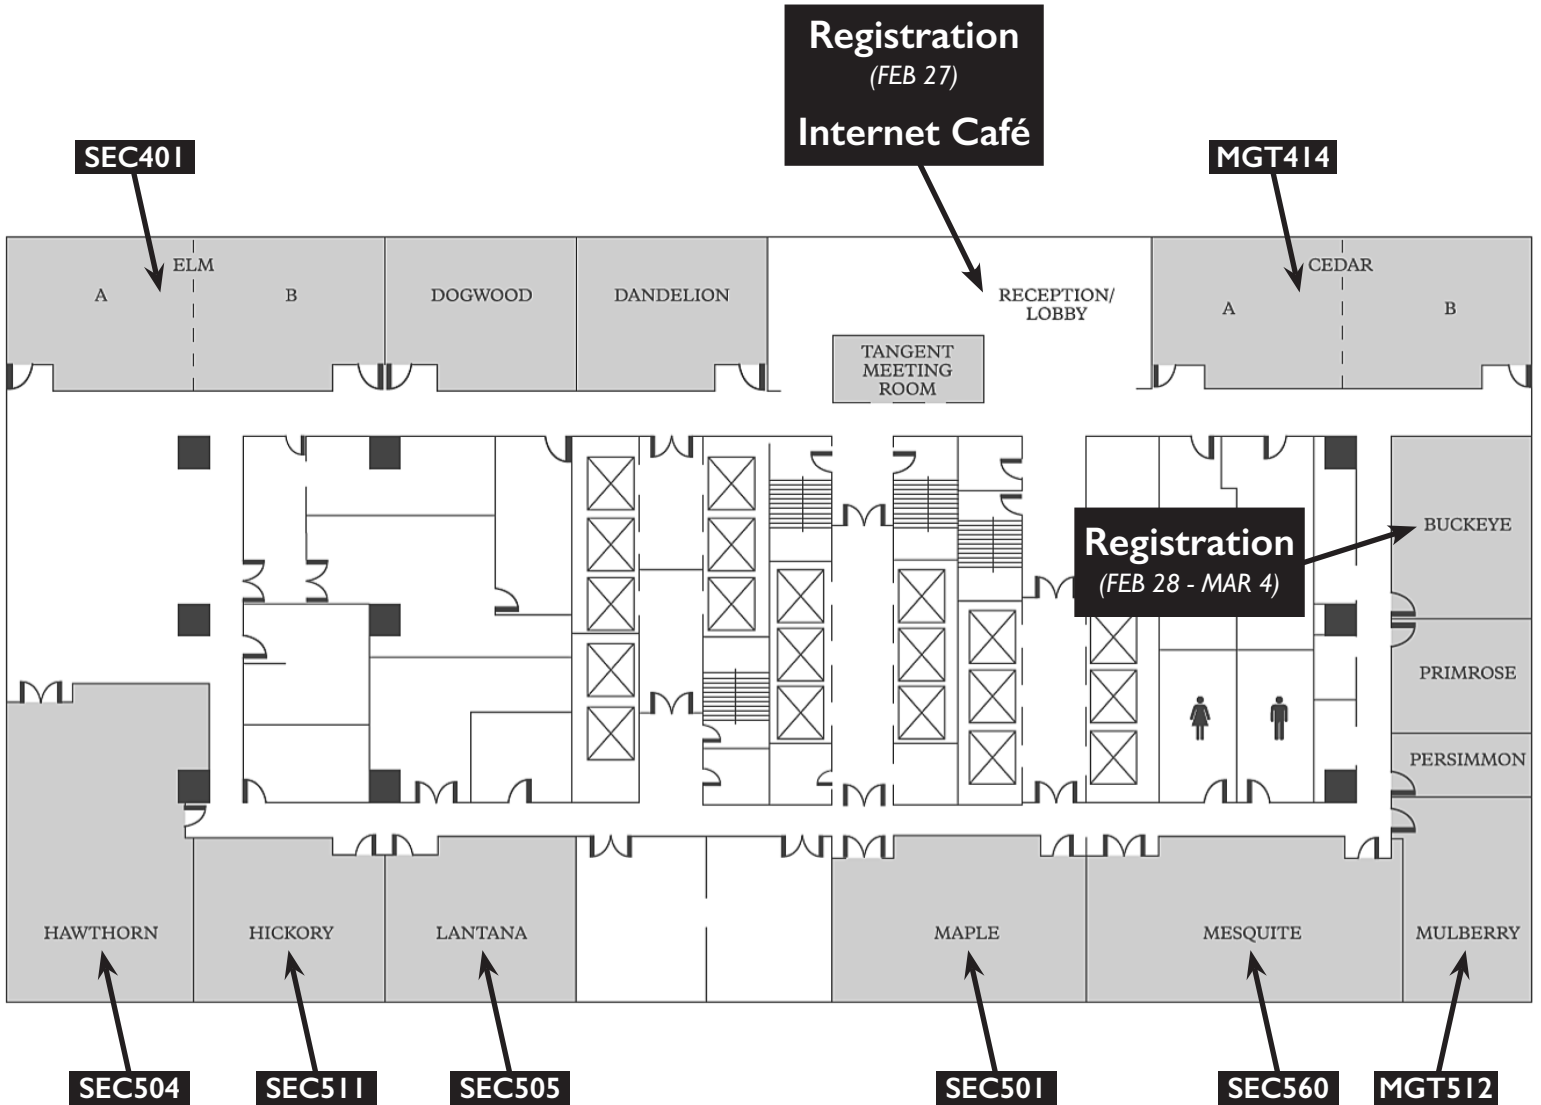 Registration
(FEB 27)
Internet Café
SEC401
MGT414
ELM
A
B
DOGWOOD
DANDELION
RECEPTION/
LOBBY
CEDAR
A
B
TANGENT
MEETING
ROOM
Registration
(FEB 28 - MAR 4)
BUCKEYE
PRIMROSE
PERSIMMON
HAWTHORN
HICKORY
LANTANA
MAPLE
MESQUITE
MULBERRY
SEC504
SEC511
SEC505
SEC501
SEC560
MGT512